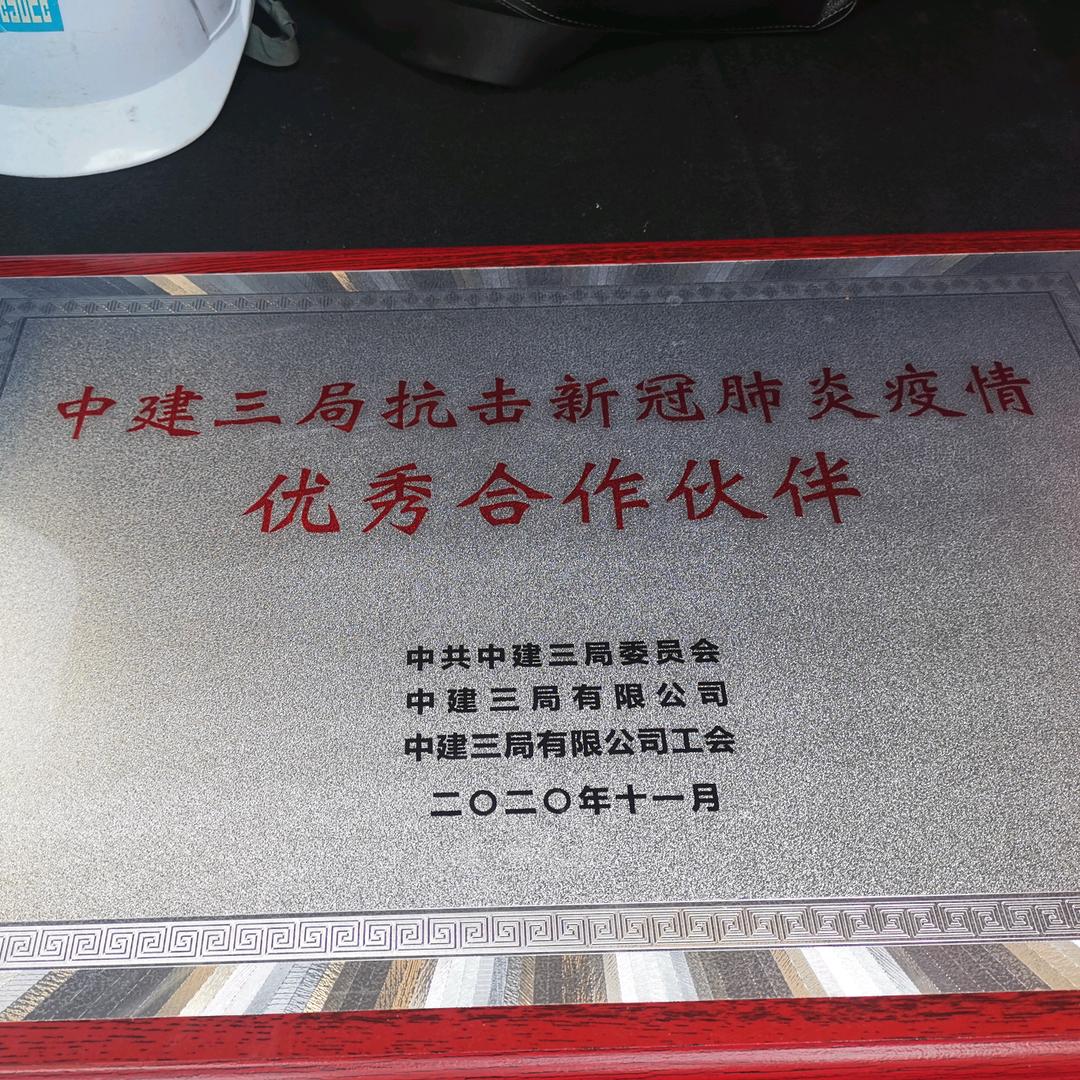 中建三局抗击新冠肺炎疫情
优秀合作伙伴
中共中建三局委员会
中建三局有限公司
中建三局有限公司工会
二〇二〇年十一月